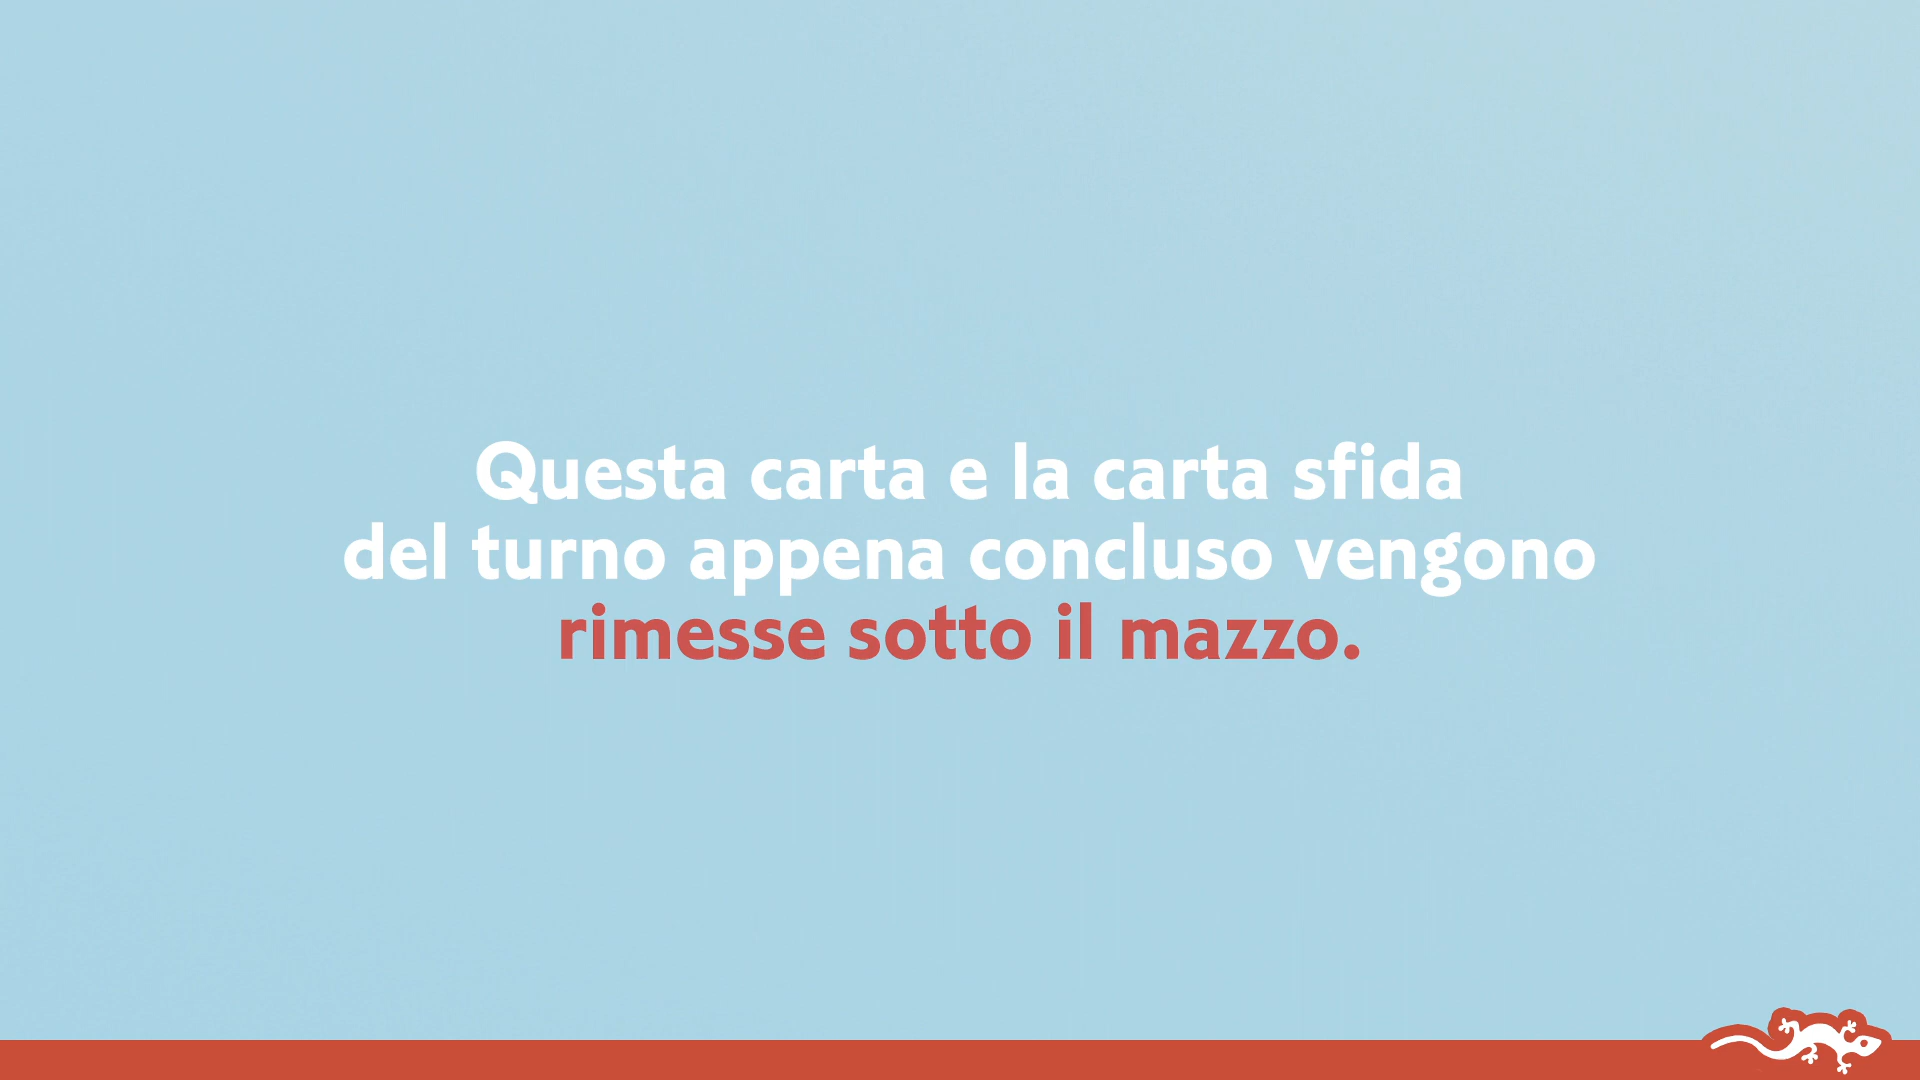 Questa carta e la carta sfida
del turno appena concluso vengono
rimesse sotto il mazzo.